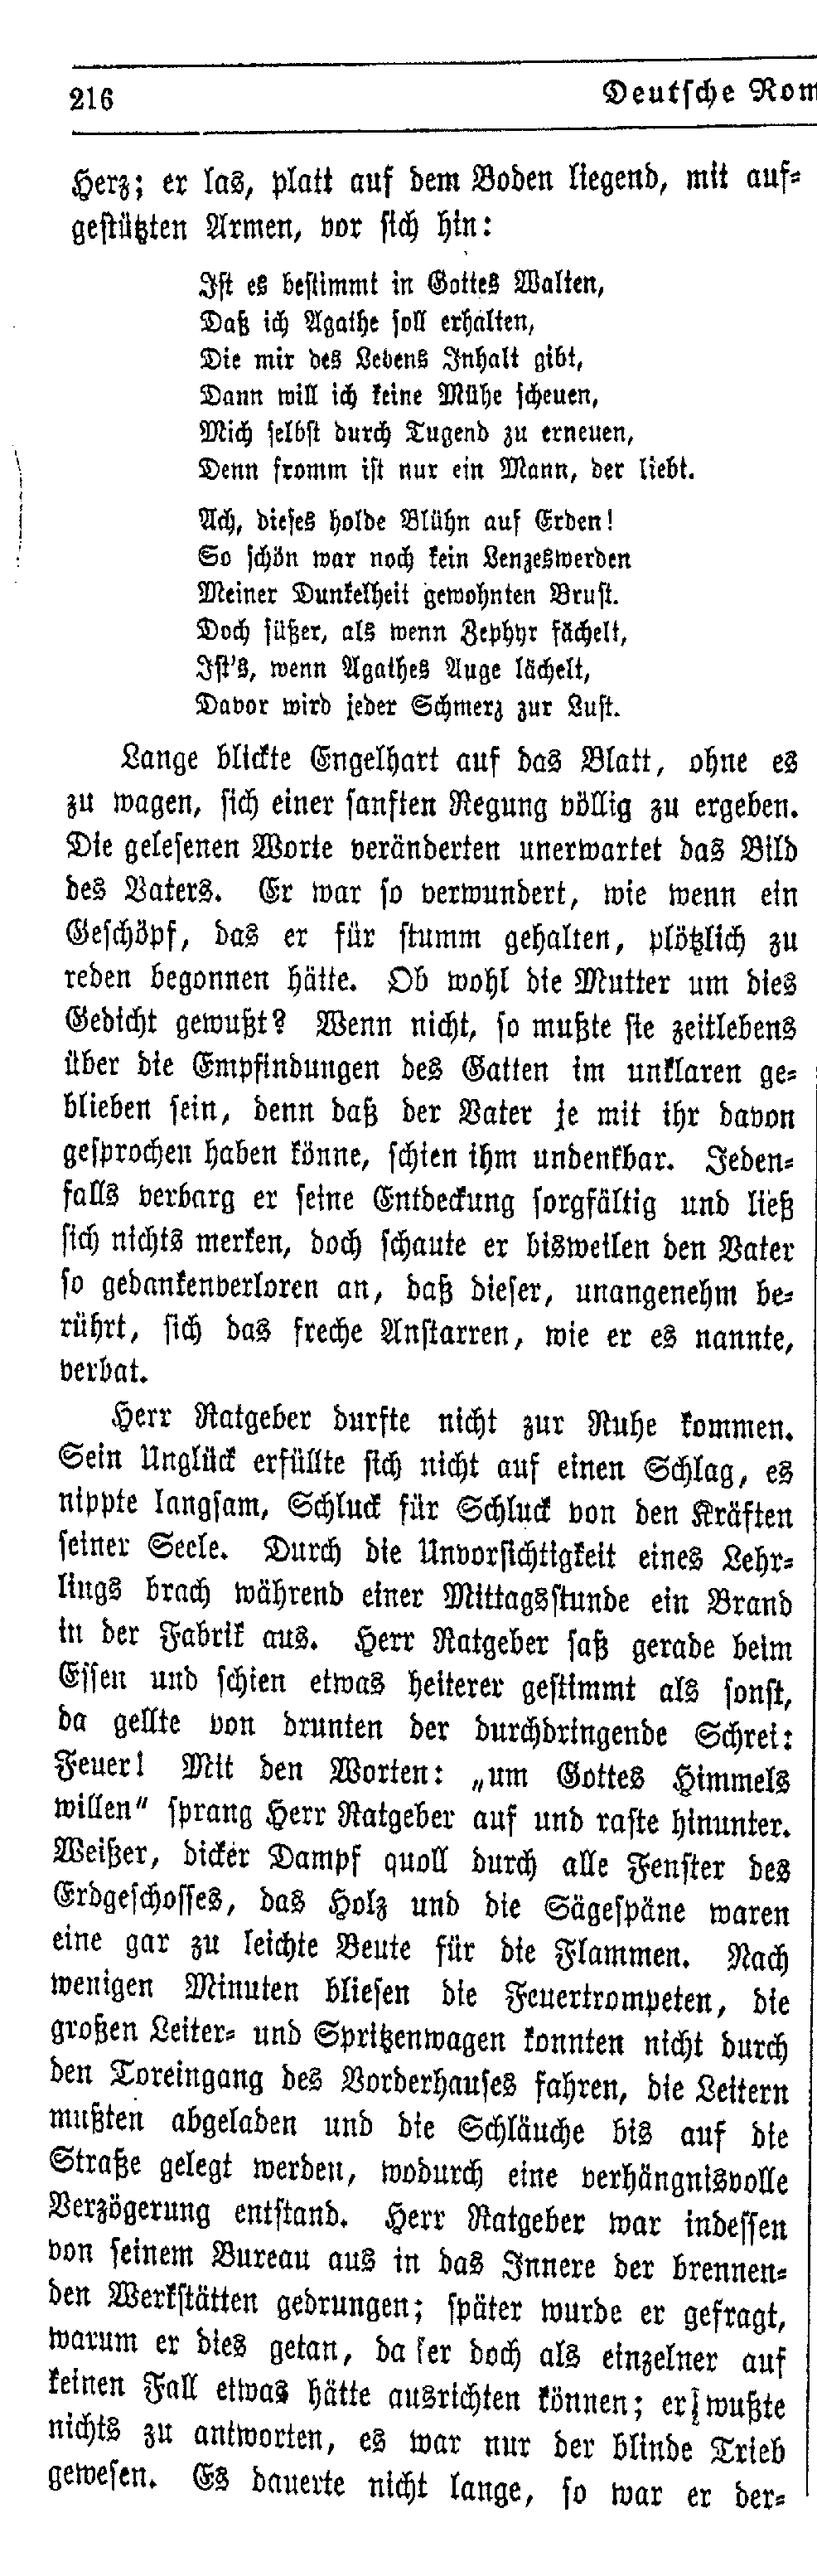 216
Deutsche Rom
Herz; er las, platt auf dem Boden liegend, mit auf-
gestützten Armen, vor sich hin:
Ist es bestimmt in Gottes Walten,
Daß ich Agathe soll erhalten,
Die mir des Lebens Inhalt gibt,
Dann will ich keine Mühe scheuen,
Mich selbst durch Tugend zu erneuen,
Denn fromm ist nur ein Mann, der liebt.
Ach, dieses holde Blühn auf Erden!
So schön war noch kein Lenzeswerden
Meiner Dunkelheit gewohnten Brust.
Doch süßer, als wenn Zephyr fächelt,
Ist's, wenn Agathes Auge lächelt,
Davor wird jeder Schmerz zur Lust.
Lange blickte Engelhart auf das Blatt, ohne es
zu wagen, sich einer sanften Regung völlig zu ergeben.
Die gelesenen Worte veränderten unerwartet das Bild
des Vaters. Er war so verwundert, wie wenn ein
Geschöpf, das er für stumm gehalten, plötzlich zu
reden begonnen hätte. Ob wohl die Mutter um dies
Gedicht gewußt? Wenn nicht, so mußte sie zeitlebens
über die Empfindungen des Gatten im unklaren ge-
blieben sein, denn daß der Vater je mit ihr davon
gesprochen haben könne, schien ihm undenkbar. Jeden-
falls verbarg er seine Entdeckung sorgfältig und ließ
sich nichts merken, doch schaute er bisweilen den Vater
so gedankenverloren an, daß dieser, unangenehm be-
rührt, sich das freche Anstarren, wie er es nannte,
verbat.
Herr Ratgeber durfte nicht zur Ruhe kommen.
Sein Unglück erfüllte sich nicht auf einen Schlag, es
nippte langsam, Schluck für Schluck von den Kräften
seiner Seele. Durch die Unvorsichtigkeit eines Lehr-
lings brach während einer Mittagsstunde ein Brand
in der Fabrik aus. Herr Ratgeber saß gerade beim
Essen und schien etwas heiterer gestimmt als sonst,
da gellte von drunten der durchdringende Schrei:
Feuer! Mit den Worten: „um Gottes Himmels
willen“ sprang Herr Ratgeber auf und raste hinunter.
Weißer, dicker Dampf quoll durch alle Fenster des
Erdgeschosses, das Holz und die Sägespäne waren
eine gar zu leichte Beute für die Flammen. Nach
wenigen Minuten bliesen die Feuertrompeten, die
großen Leiter- und Spritzenwagen konnten nicht durch
den Toreingang des Vorderhauses fahren, die Leitern
mußten abgeladen und die Schläuche bis auf die
Straße gelegt werden, wodurch eine verhängnisvolle
Verzögerung entstand. Herr Ratgeber war indessen
von seinem Bureau aus in das Innere der brennen-
den Werkstätten gedrungen; später wurde er gefragt,
warum er dies getan, da er doch als einzelner auf
keinen Fall etwas hätte ausrichten können; er wußte
nichts zu antworten, es war nur der blinde Trieb
gewesen. Es dauerte nicht lange, so war er der-